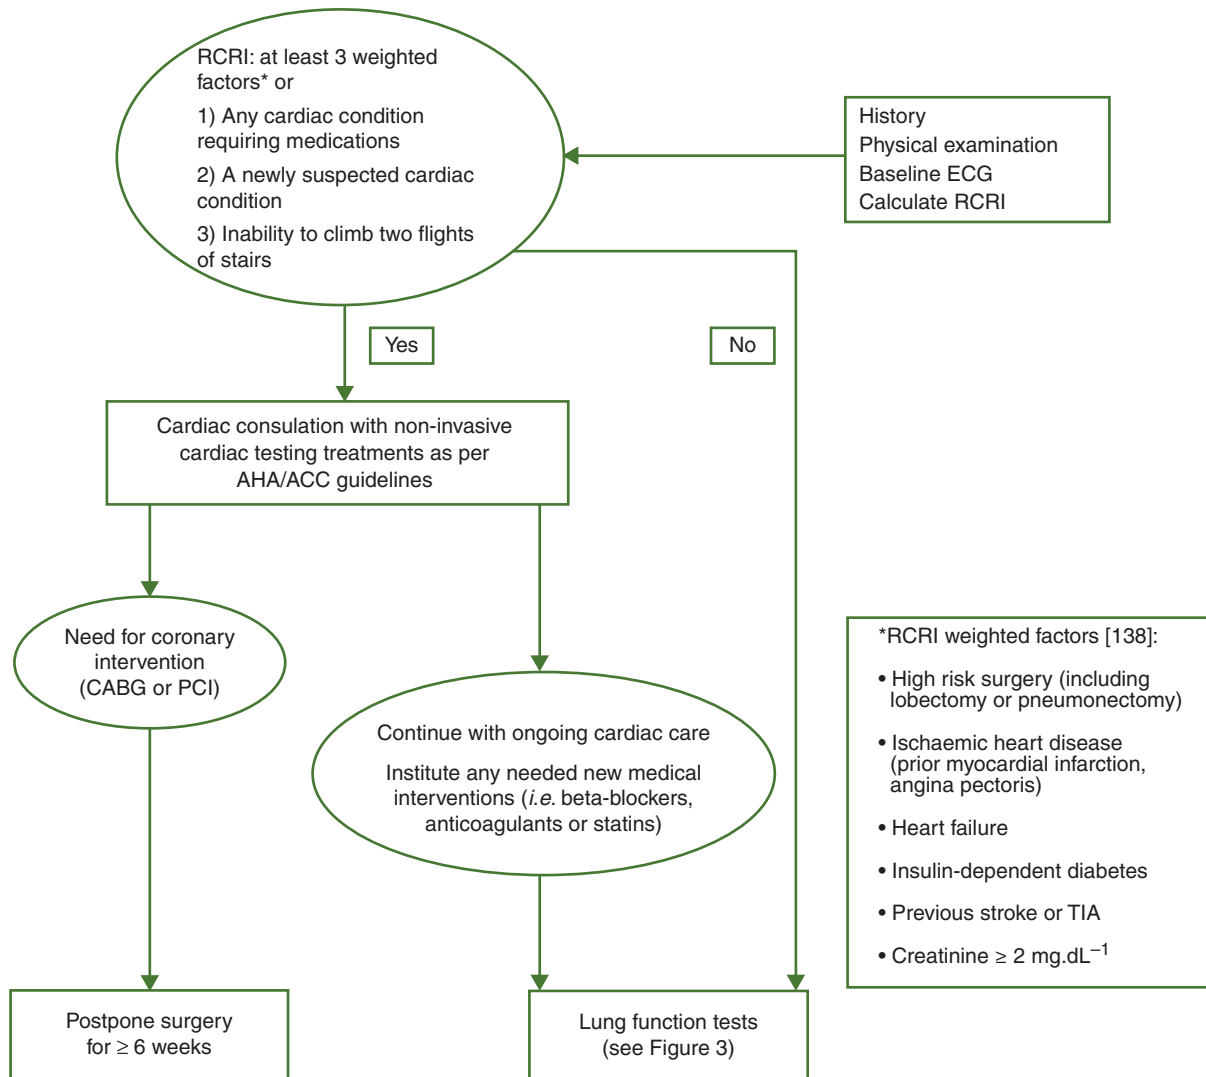 RCRI: at least 3 weighted
factors* or
1) Any cardiac condition
requiring medications
2) A newly suspected cardiac
condition
3) Inability to climb two flights
of stairs
History
Physical examination
Baseline ECG
Calculate RCRI
Yes
No
Cardiac consulation with non-invasive
cardiac testing treatments as per
AHA/ACC guidelines
Need for coronary
intervention
(CABG or PCI)
Continue with ongoing cardiac care
Institute any needed new medical
interventions (i.e. beta-blockers,
anticoagulants or statins)
*RCRI weighted factors [138]:
• High risk surgery (including
lobectomy or pneumonectomy)
• Ischaemic heart disease
(prior myocardial infarction,
angina pectoris)
• Heart failure
• Insulin-dependent diabetes
• Previous stroke or TIA
• Creatinine ≥ 2 mg.dL⁻¹
Postpone surgery
for ≥ 6 weeks
Lung function tests
(see Figure 3)